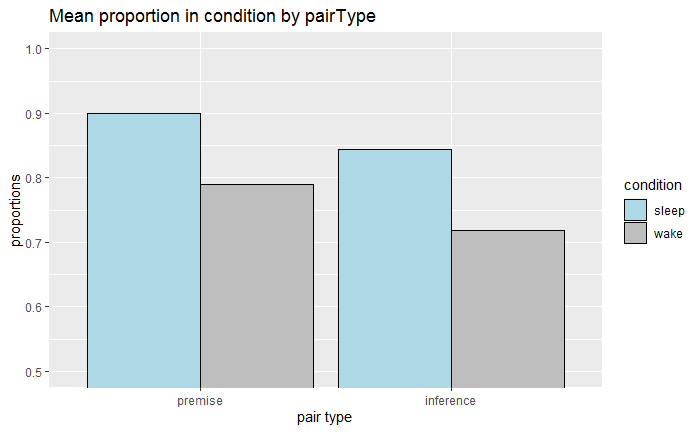 Mean proportion in condition by pairType
proportions
1.0
0.9
0.8
0.7
0.6
0.5
premise
inference
pair type
condition
sleep
wake